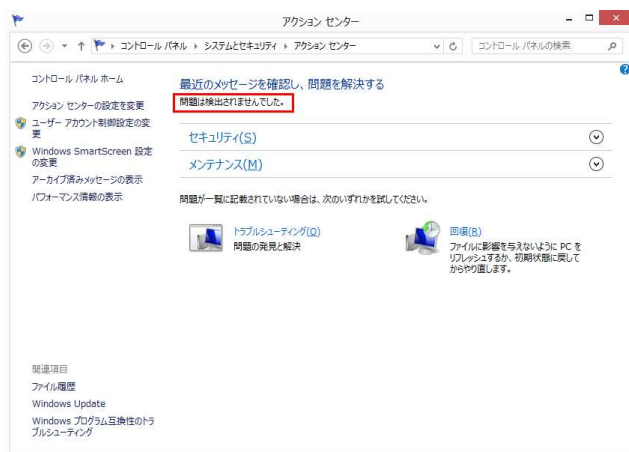 アクション センター
コントロール パネル ▸ システムとセキュリティ ▸ アクション センター
コントロール パネルの検索
コントロール パネル ホーム
アクション センターの設定を変更
ユーザー アカウント制御設定の変
更
Windows SmartScreen 設定
の変更
アーカイブ済みメッセージの表示
パフォーマンス情報の表示
最近のメッセージを確認し、問題を解決する
問題は検出されませんでした。
セキュリティ(S)
メンテナンス(M)
問題が一覧に記載されていない場合は、次のいずれかを試してください。
トラブルシューティング(O)
問題の発見と解決
回復(R)
ファイルに影響を与えないように PC を
リフレッシュするか、初期状態に戻して
からやり直します。
関連項目
ファイル履歴
Windows Update
Windows プログラム互換性のトラ
ブルシューティング